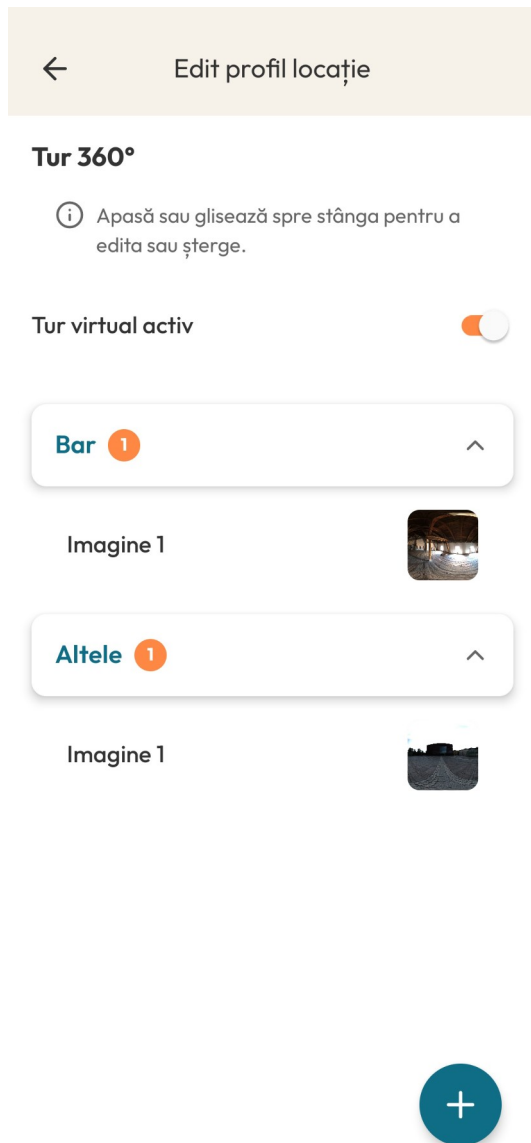 Edit profil locație
Tur 360°
Apasă sau glisează spre stânga pentru a
edita sau șterge.
Tur virtual activ
Bar 1
Imagine 1
Altele 1
Imagine 1